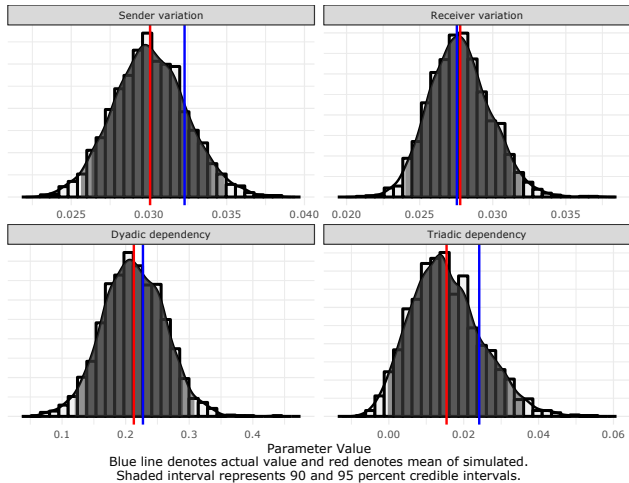 Sender variation
Receiver variation
0.025 0.030 0.035 0.040
0.020 0.025 0.030 0.035
Dyadic dependency
Triadic dependency
0.1 0.2 0.3 0.4
0.00 0.02 0.04 0.06
Parameter Value
Blue line denotes actual value and red denotes mean of simulated.
Shaded interval represents 90 and 95 percent credible intervals.